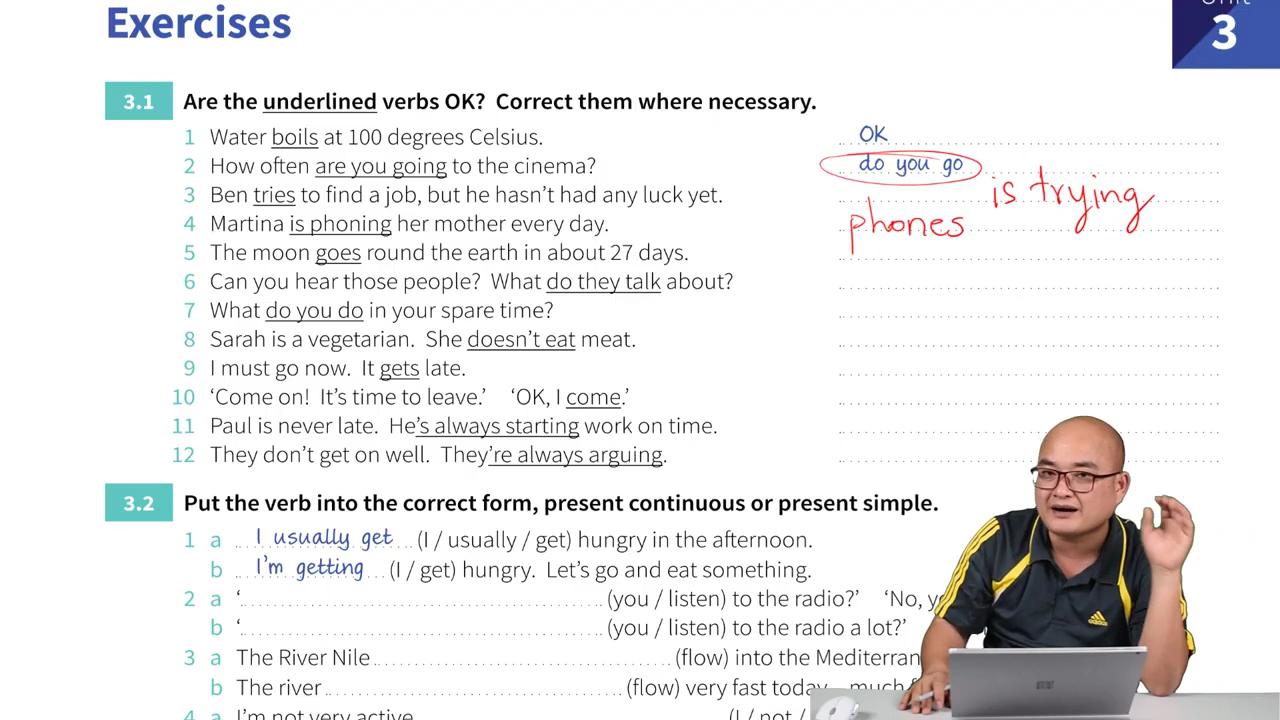 Exercises
3
3.1 Are the underlined verbs OK? Correct them where necessary.
1 Water boils at 100 degrees Celsius. OK
2 How often are you going to the cinema? do you go
3 Ben tries to find a job, but he hasn't had any luck yet. is trying
4 Martina is phoning her mother every day. phones
5 The moon goes round the earth in about 27 days.
6 Can you hear those people? What do they talk about?
7 What do you do in your spare time?
8 Sarah is a vegetarian. She doesn't eat meat.
9 I must go now. It gets late.
10 'Come on! It's time to leave.' 'OK, I come.'
11 Paul is never late. He's always starting work on time.
12 They don't get on well. They're always arguing.
3.2 Put the verb into the correct form, present continuous or present simple.
1 a I usually get (I / usually / get) hungry in the afternoon.
b I'm getting (I / get) hungry. Let's go and eat something.
2 a ' (you / listen) to the radio?' 'No,
b ' (you / listen) to the radio a lot?'
3 a The River Nile (flow) into the
b The river (flow) very fast today much
4 a I'm not very active (I / not /
adidas